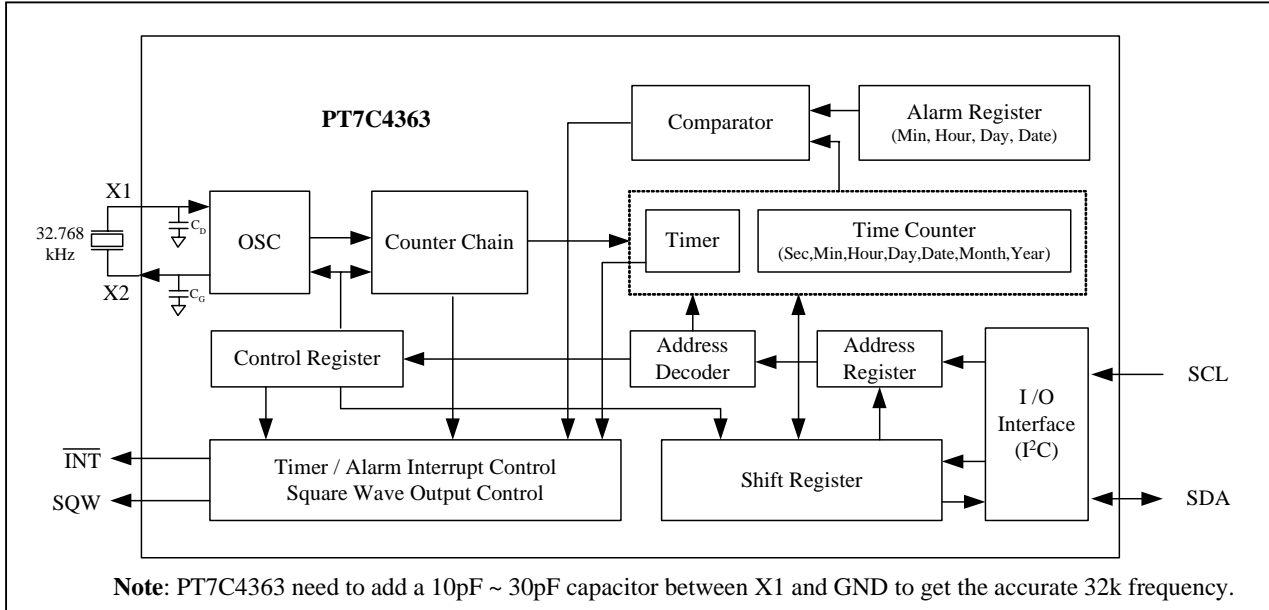 PT7C4363
Comparator
Alarm Register
(Min, Hour, Day, Date)
X1
C_D
32.768
kHz
OSC
Counter Chain
Timer
Time Counter
(Sec,Min,Hour,Day,Date,Month,Year)
X2
C_G
Control Register
Address
Decoder
Address
Register
I /O
Interface
(I²C)
SCL
INT
Timer / Alarm Interrupt Control
Square Wave Output Control
Shift Register
SQW
SDA
Note: PT7C4363 need to add a 10pF ~ 30pF capacitor between X1 and GND to get the accurate 32k frequency.